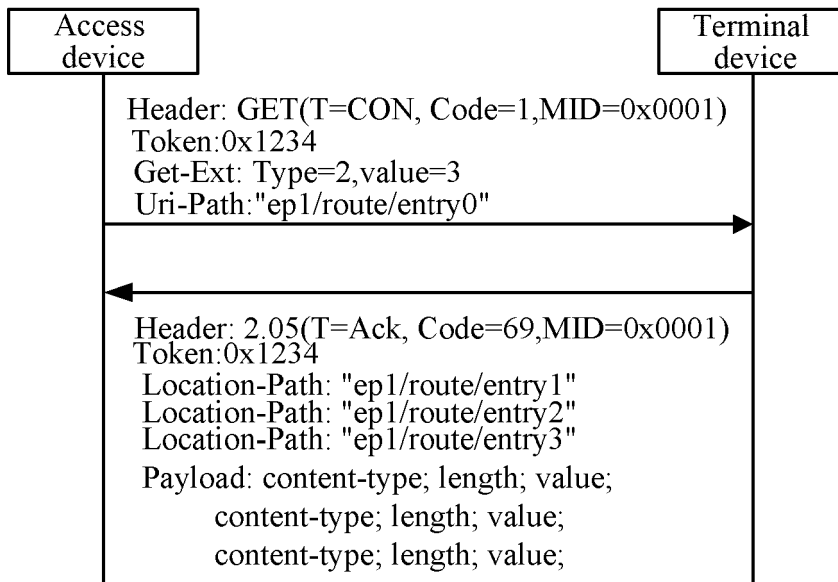 Access
device
Terminal
device
Header: GET(T=CON, Code=1,MID=0x0001)
Token:0x1234
Get-Ext: Type=2,value=3
Uri-Path:"ep1/route/entry0"
Header: 2.05(T=Ack, Code=69,MID=0x0001)
Token:0x1234
Location-Path: "ep1/route/entry1"
Location-Path: "ep1/route/entry2"
Location-Path: "ep1/route/entry3"
Payload: content-type; length; value;
content-type; length; value;
content-type; length; value;